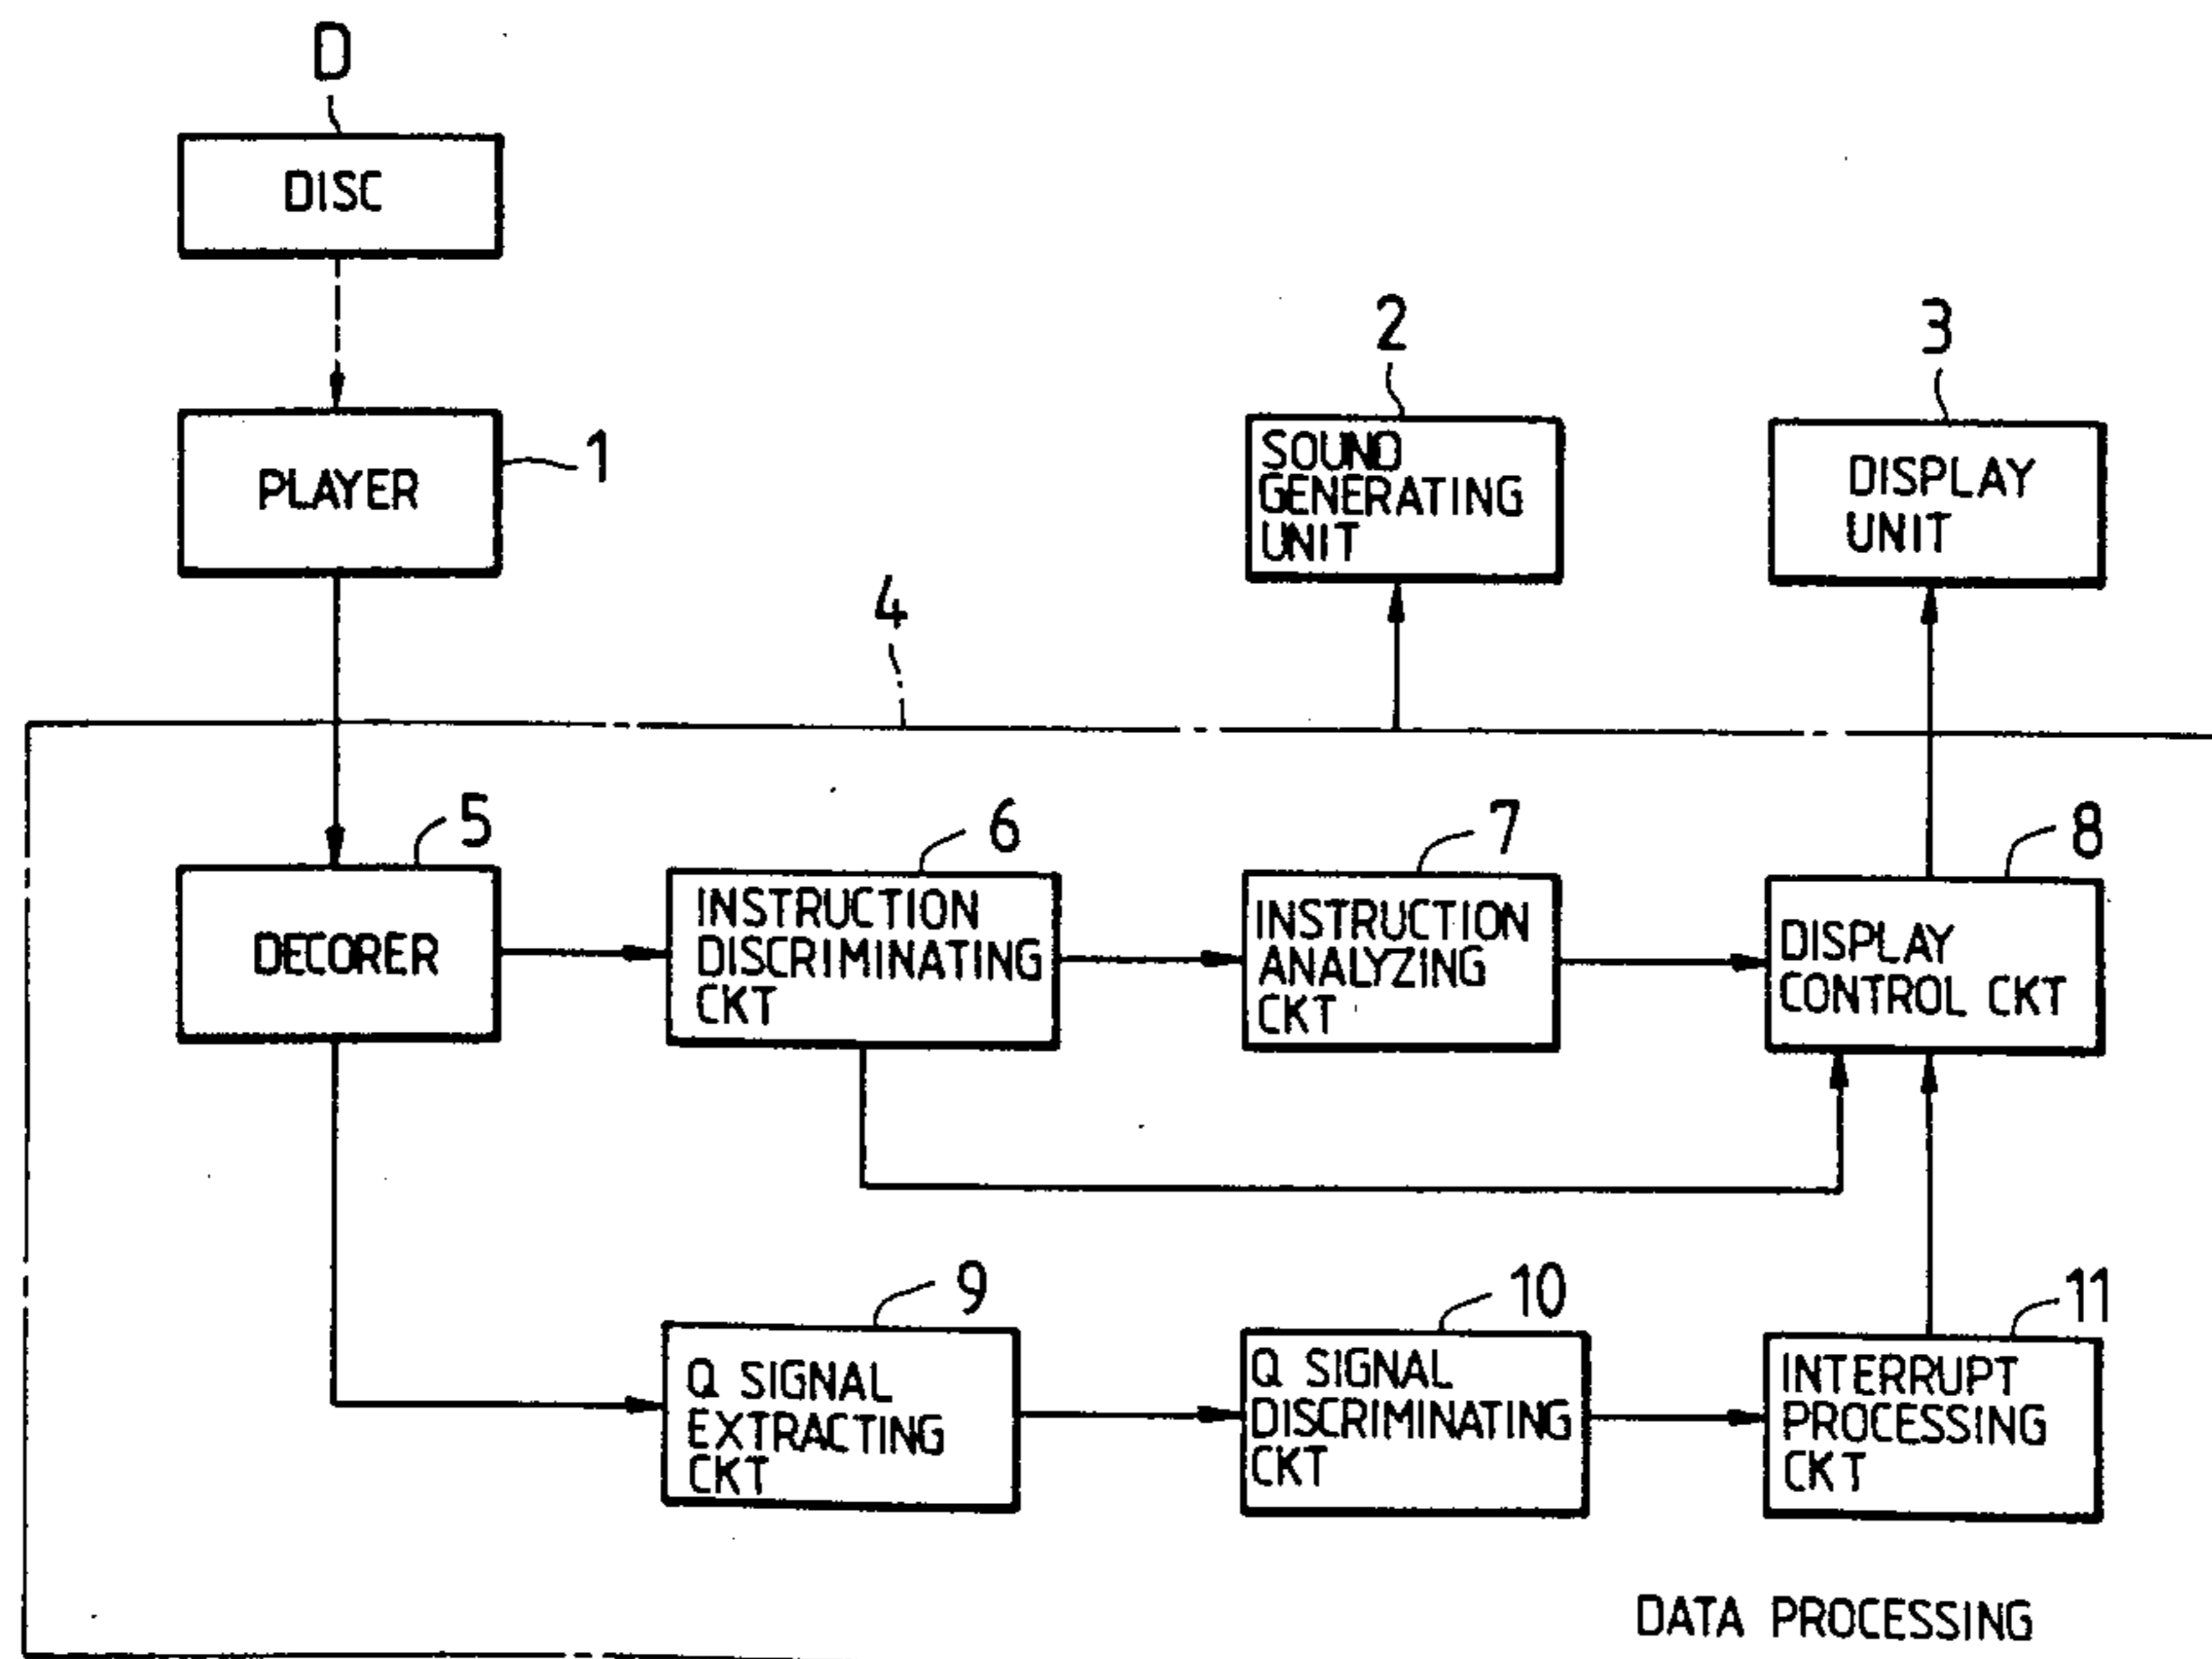 D
DISC
PLAYER
1
2
SOUND
GENERATING
UNIT
3
DISPLAY
UNIT
4
5
DECORER
6
INSTRUCTION
DISCRIMINATING
CKT
7
INSTRUCTION
ANALYZING
CKT
8
DISPLAY
CONTROL CKT
9
Q SIGNAL
EXTRACTING
CKT
10
Q SIGNAL
DISCRIMINATING
CKT
11
INTERRUPT
PROCESSING
CKT
DATA PROCESSING